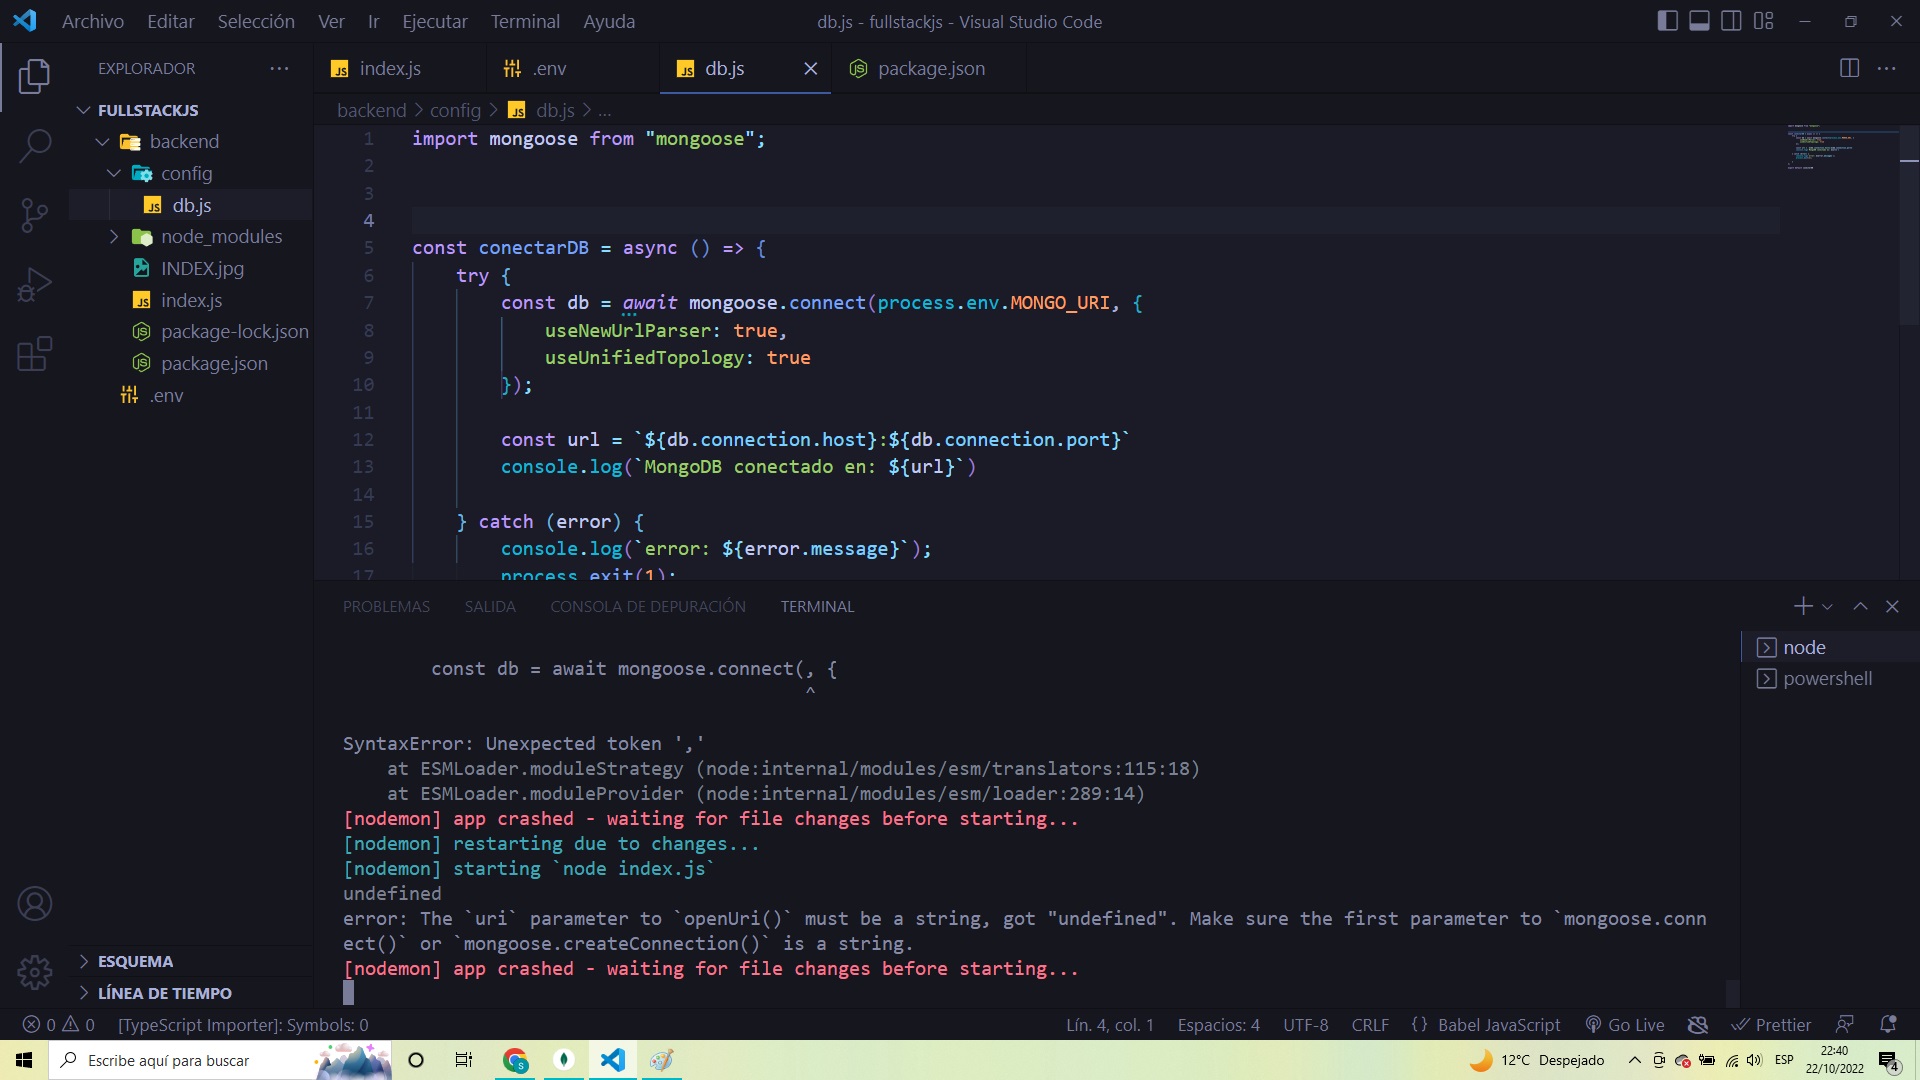 Archivo Editar Selección Ver Ir Ejecutar Terminal Ayuda
db.js - fullstackjs - Visual Studio Code
EXPLORADOR
FULLSTACKJS
backend
config
db.js
node_modules
INDEX.jpg
index.js
package-lock.json
package.json
.env
ESQUEMA
LÍNEA DE TIEMPO
index.js .env db.js package.json
backend > config > db.js > ...
1 import mongoose from "mongoose";
2
3
4
5 const conectarDB = async () => {
6 try {
7 const db = await mongoose.connect(process.env.MONGO_URI, {
8 useNewUrlParser: true,
9 useUnifiedTopology: true
10 });
11
12 const url = `${db.connection.host}:${db.connection.port}`
13 console.log(`MongoDB conectado en: ${url}`)
14
15 } catch (error) {
16 console.log(`error: ${error.message}`);
17 process.exit(1);
PROBLEMAS SALIDA CONSOLA DE DEPURACIÓN TERMINAL
const db = await mongoose.connect(, {
^
SyntaxError: Unexpected token ','
at ESMLoader.moduleStrategy (node:internal/modules/esm/translators:115:18)
at ESMLoader.moduleProvider (node:internal/modules/esm/loader:289:14)
[nodemon] app crashed - waiting for file changes before starting...
[nodemon] restarting due to changes...
[nodemon] starting `node index.js`
undefined
error: The `uri` parameter to `openUri()` must be a string, got "undefined". Make sure the first parameter to `mongoose.conn
ect()` or `mongoose.createConnection()` is a string.
[nodemon] app crashed - waiting for file changes before starting...
node
powershell
0 0 [TypeScript Importer]: Symbols: 0
Lín. 4, col. 1 Espacios: 4 UTF-8 CRLF {} Babel JavaScript Go Live Prettier
Escribe aquí para buscar
12°C Despejado
ESP
22:40
22/10/2022
4